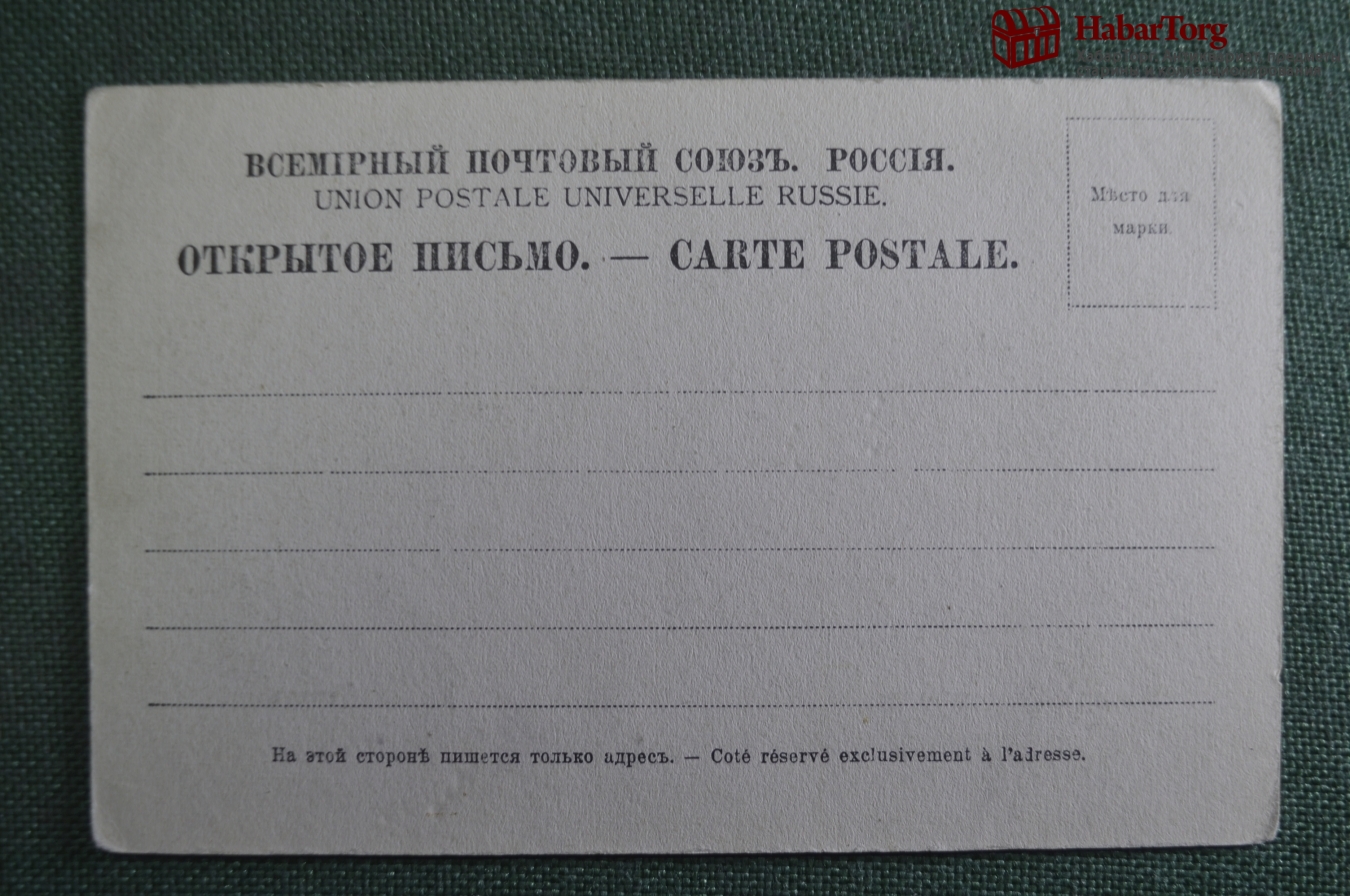 HabarTorg
ВСЕМІРНЫЙ ПОЧТОВЫЙ СОЮЗЪ. РОССІЯ.
UNION POSTALE UNIVERSELLE RUSSIE.
ОТКРЫТОЕ ПИСЬМО. — CARTE POSTALE.
Мѣсто для
марки.
На этой сторонѣ пишется только адресъ. — Coté réservé exclusivement à l'adresse.